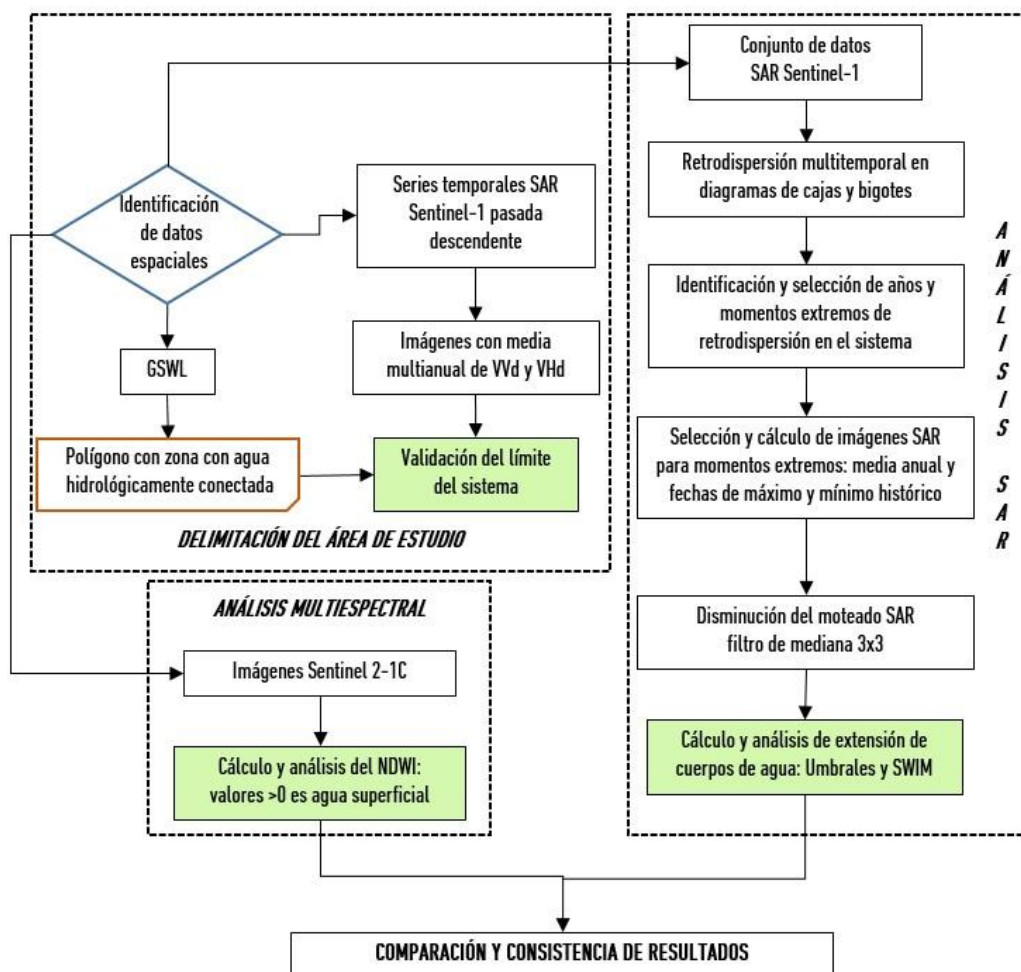 Identificación
de datos
espaciales
GSWL
Polígono con zona con agua
hidrológicamente conectada
Series temporales SAR
Sentinel-1 pasada
descendente
Imágenes con media
multianual de VVd y VHd
Validación del límite
del sistema
DELIMITACIÓN DEL ÁREA DE ESTUDIO
ANÁLISIS MULTIESPECTRAL
Imágenes Sentinel 2-1C
Cálculo y análisis del NDWI:
valores >0 es agua superficial
Conjunto de datos
SAR Sentinel-1
Retrodispersión multitemporal en
diagramas de cajas y bigotes
Identificación y selección de años y
momentos extremos de
retrodispersión en el sistema
Selección y cálculo de imágenes SAR
para momentos extremos: media anual y
fechas de máximo y mínimo histórico
Disminución del moteado SAR
filtro de mediana 3x3
Cálculo y análisis de extensión de
cuerpos de agua: Umbrales y SWIM
ANÁLISIS SAR
COMPARACIÓN Y CONSISTENCIA DE RESULTADOS